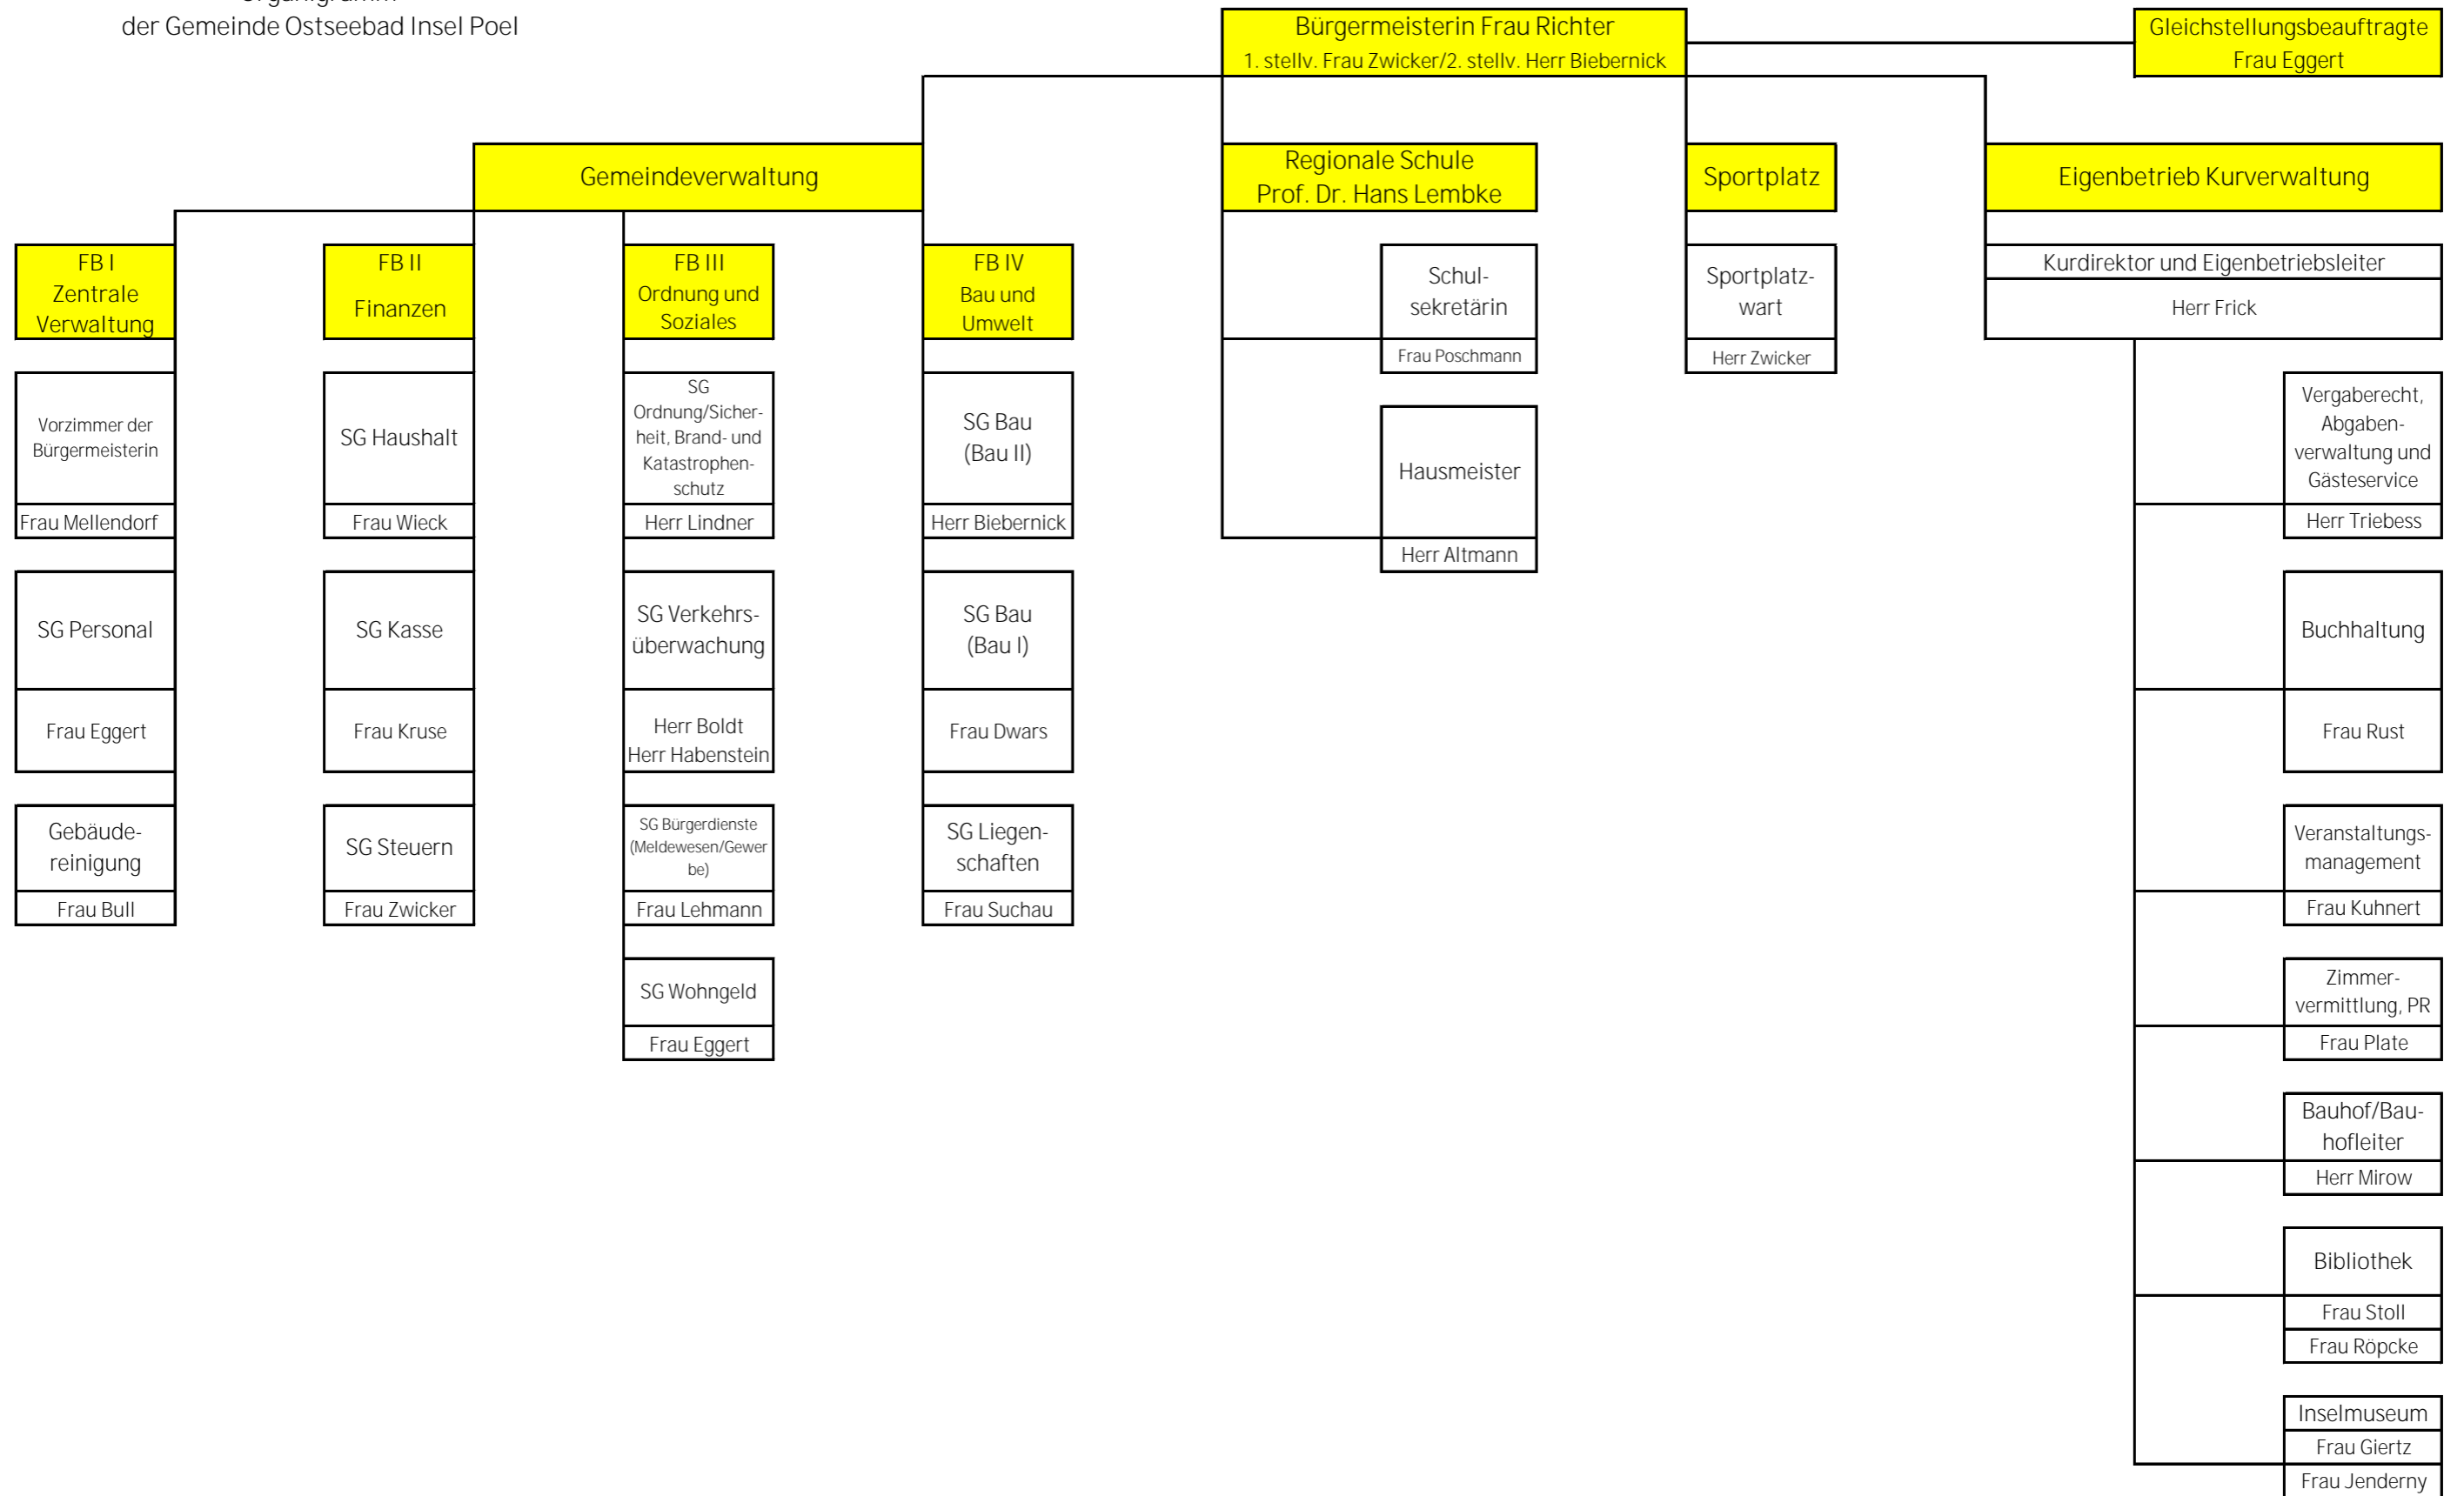 der Gemeinde Ostseebad Insel Poel
Bürgermeisterin Frau Richter
1. stellv. Frau Zwicker/2. stellv. Herr Biebernick
Gleichstellungsbeauftragte
Frau Eggert
Gemeindeverwaltung
Regionale Schule
Prof. Dr. Hans Lembke
Sportplatz
Eigenbetrieb Kurverwaltung
FB I
Zentrale
Verwaltung
FB II
Finanzen
FB III
Ordnung und
Soziales
FB IV
Bau und
Umwelt
Schul-
sekretärin
Frau Poschmann
Sportplatz-
wart
Herr Zwicker
Kurdirektor und Eigenbetriebsleiter
Herr Frick
Vorzimmer der
Bürgermeisterin
Frau Mellendorf
SG Haushalt
Frau Wieck
SG
Ordnung/Sicher-
heit, Brand- und
Katastrophen-
schutz
Herr Lindner
SG Bau
(Bau II)
Herr Biebernick
Hausmeister
Herr Altmann
Vergaberecht,
Abgaben-
verwaltung und
Gästeservice
Herr Triebess
SG Personal
Frau Eggert
SG Kasse
Frau Kruse
SG Verkehrs-
überwachung
Herr Boldt
Herr Habenstein
SG Bau
(Bau I)
Frau Dwars
Buchhaltung
Frau Rust
Gebäude-
reinigung
Frau Bull
SG Steuern
Frau Zwicker
SG Bürgerdienste
(Meldewesen/Gewer
be)
Frau Lehmann
SG Liegen-
schaften
Frau Suchau
Veranstaltungs-
management
Frau Kuhnert
SG Wohngeld
Frau Eggert
Zimmer-
vermittlung, PR
Frau Plate
Bauhof/Bau-
hofleiter
Herr Mirow
Bibliothek
Frau Stoll
Frau Röpcke
Inselmuseum
Frau Giertz
Frau Jenderny